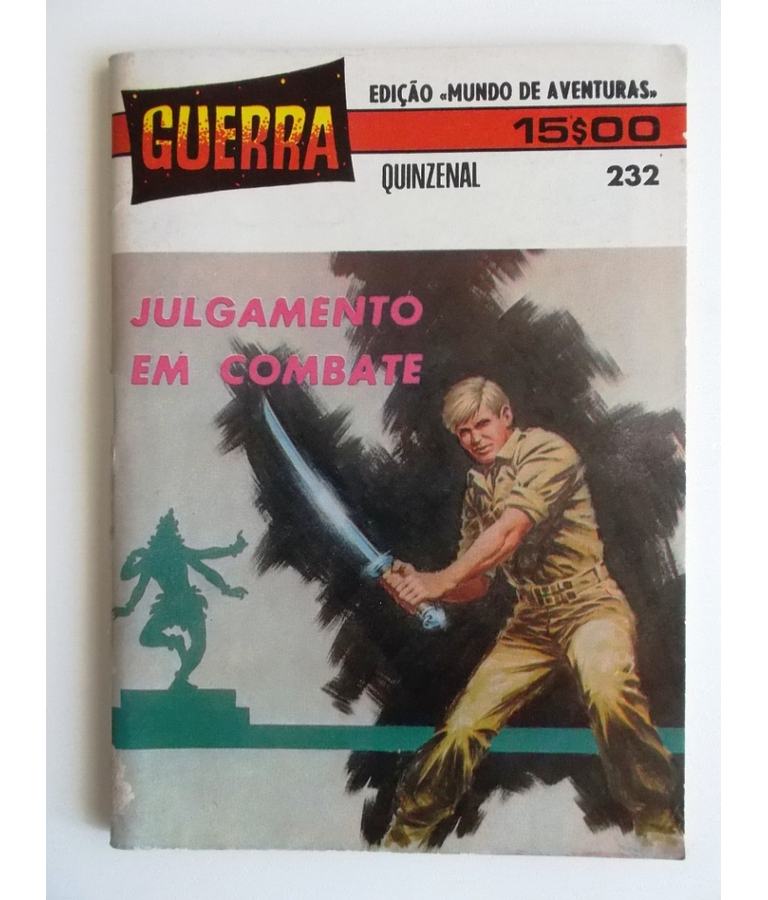 GUERRA
EDIÇÃO «MUNDO DE AVENTURAS»
15$00
QUINZENAL 232
JULGAMENTO
EM COMBATE